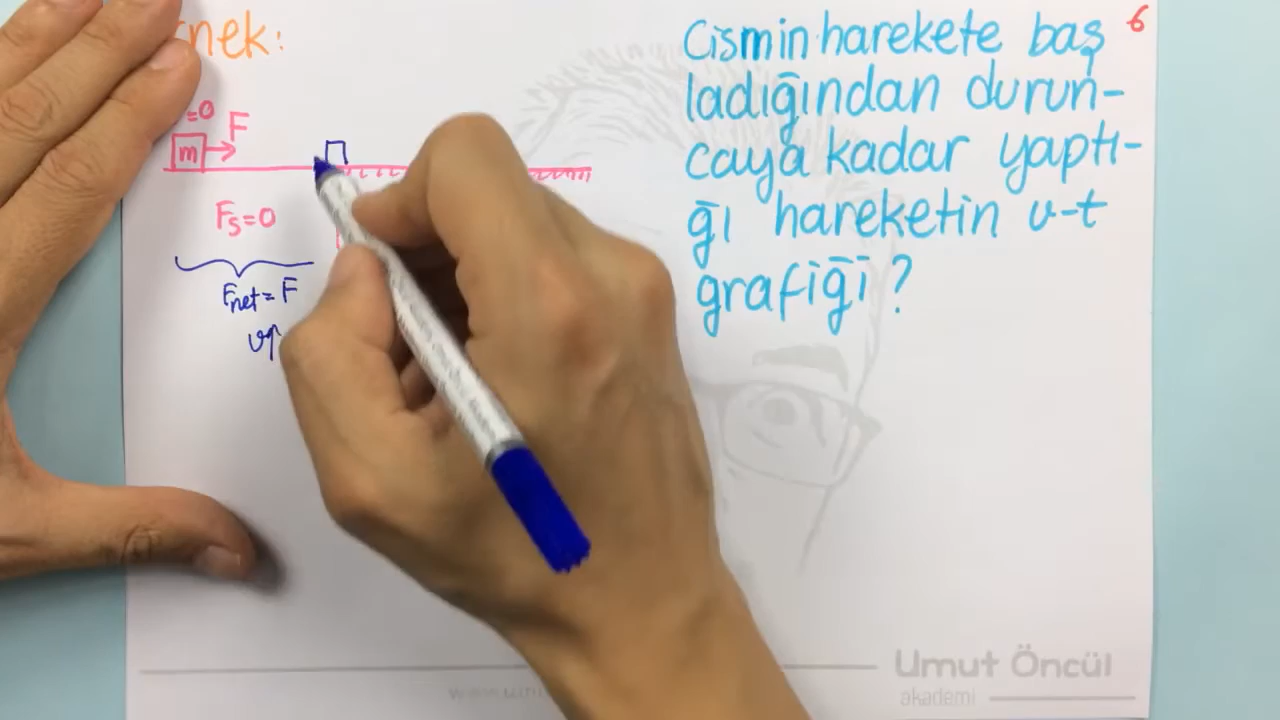 nek:
=0
F
m
Fs=0
Fnet=F
Cismin harekete baş
6
ladığından durun-
caya kadar yaptı-
ğı hareketin v-t
grafiği?
Umut Öncül
akademi